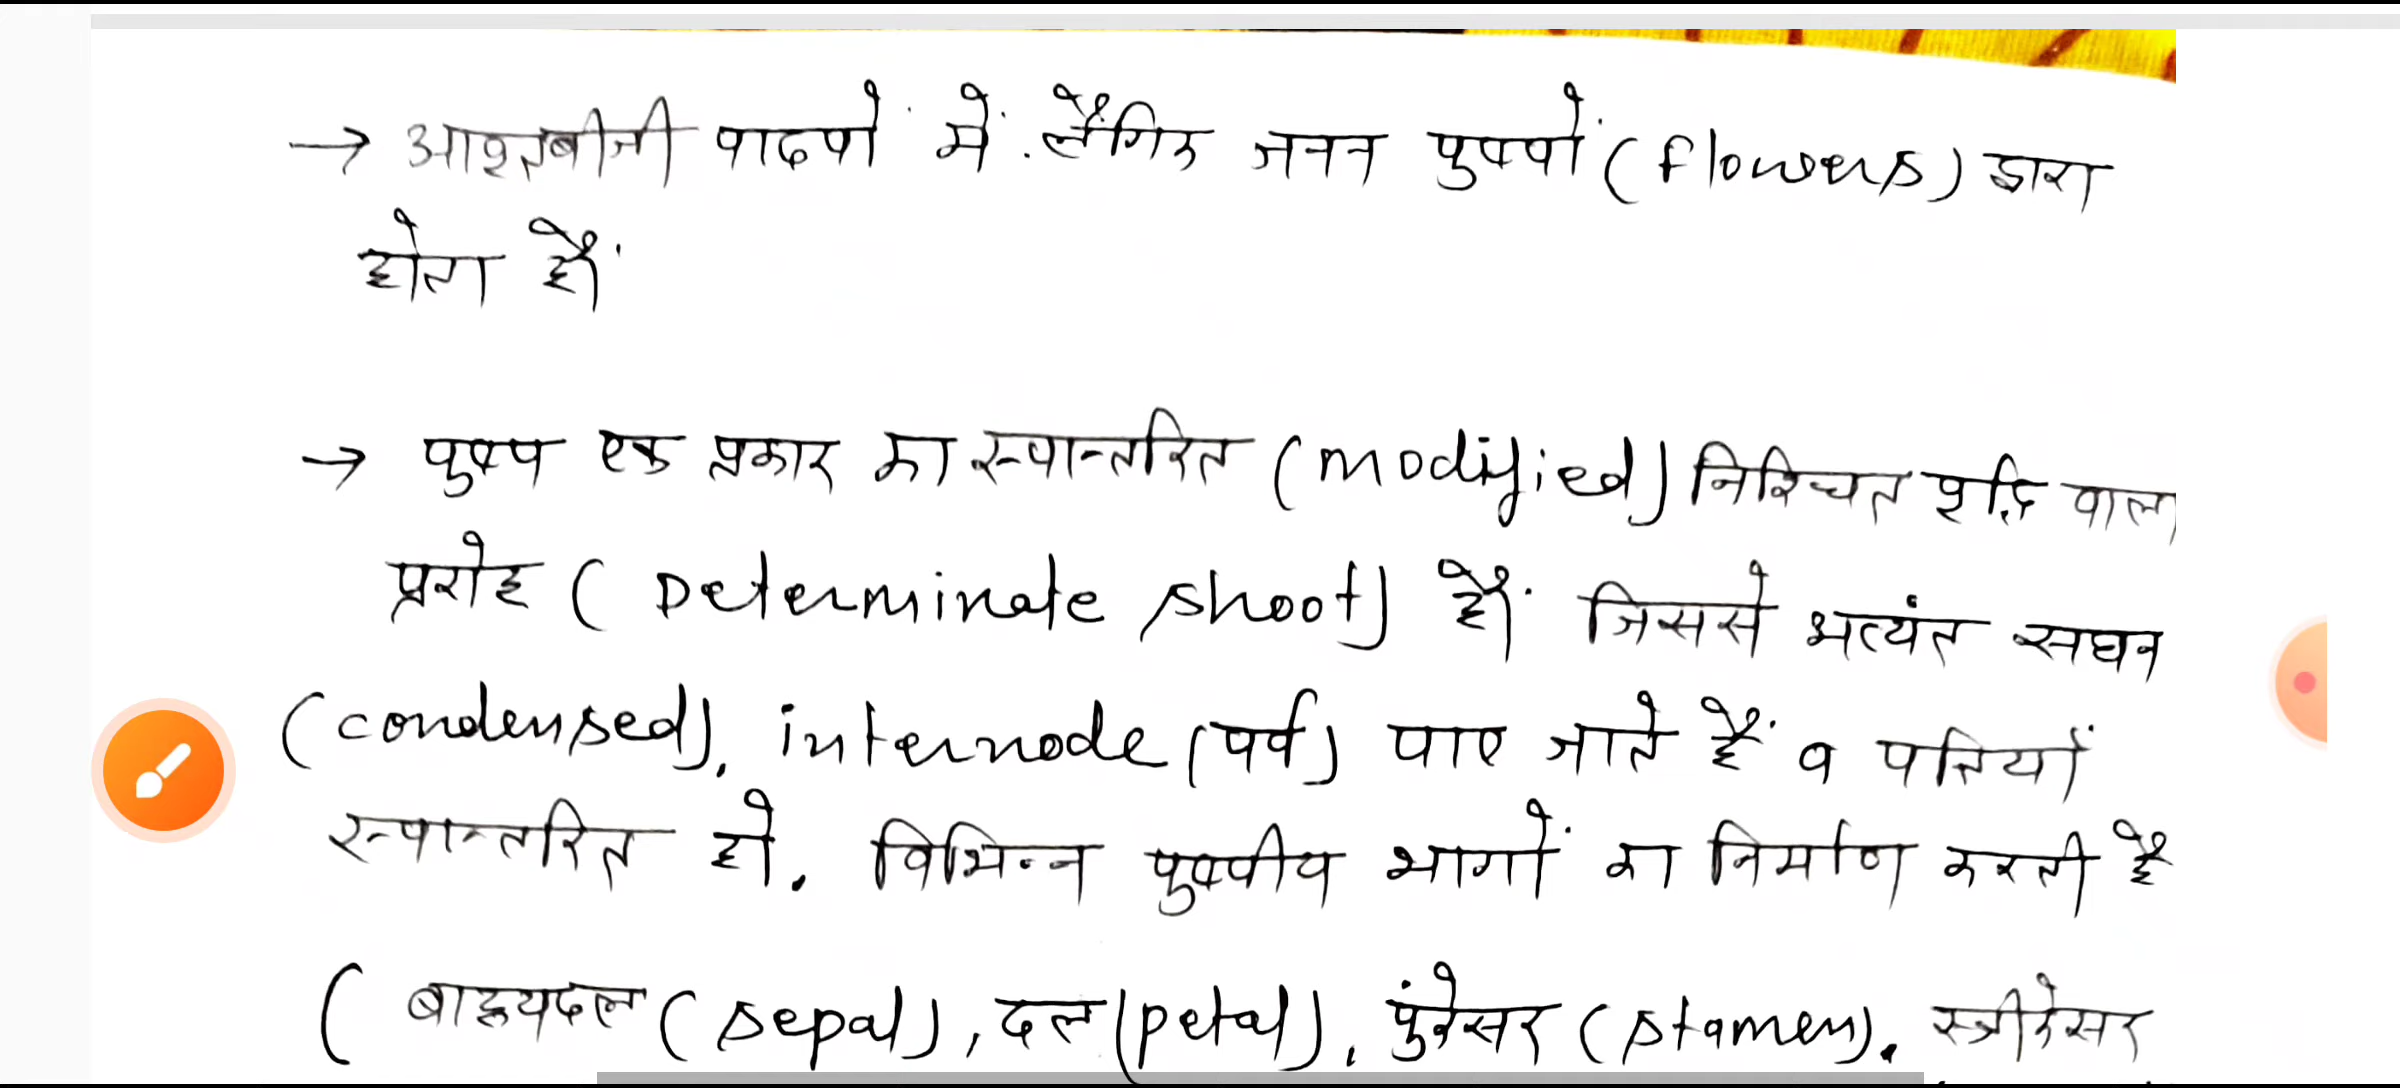 → आवृतबीजी पादपों में लैंगिक जनन पुष्पों (flowers) द्वारा
होता हैं
→ पुष्प एक प्रकार का रूपान्तरित (modified) निश्चित वृद्धि वाला
प्ररोह (Determinate shoot) हैं जिससे अत्यंत सघन
(condensed), internode (पर्व) पाए जाते हैं व पत्तियाँ
रूपान्तरित हो, विभिन्न पुष्पीय भागों का निर्माण करती है
(बाह्यदल (sepal), दल (petal), पुंकेसर (stamen), स्त्रीकेसर